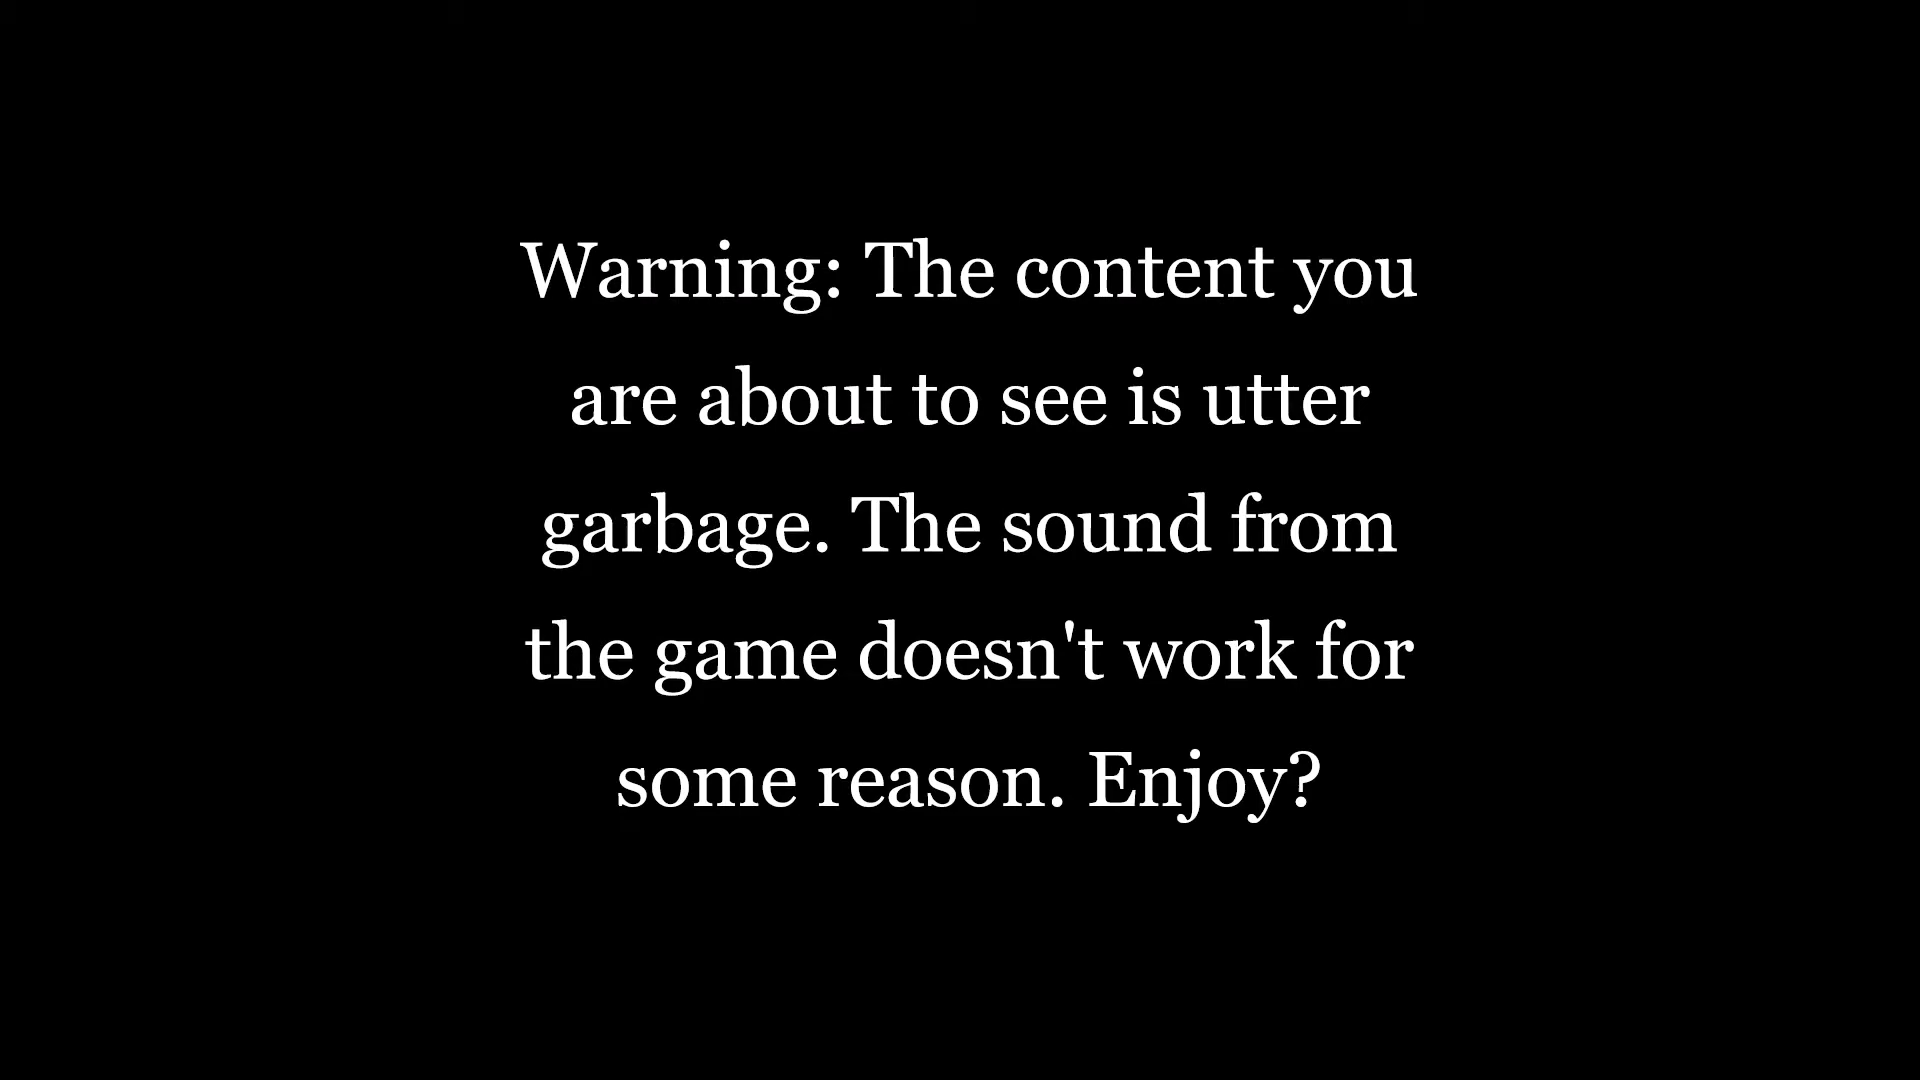 Warning: The content you
are about to see is utter
garbage. The sound from
the game doesn't work for
some reason. Enjoy?